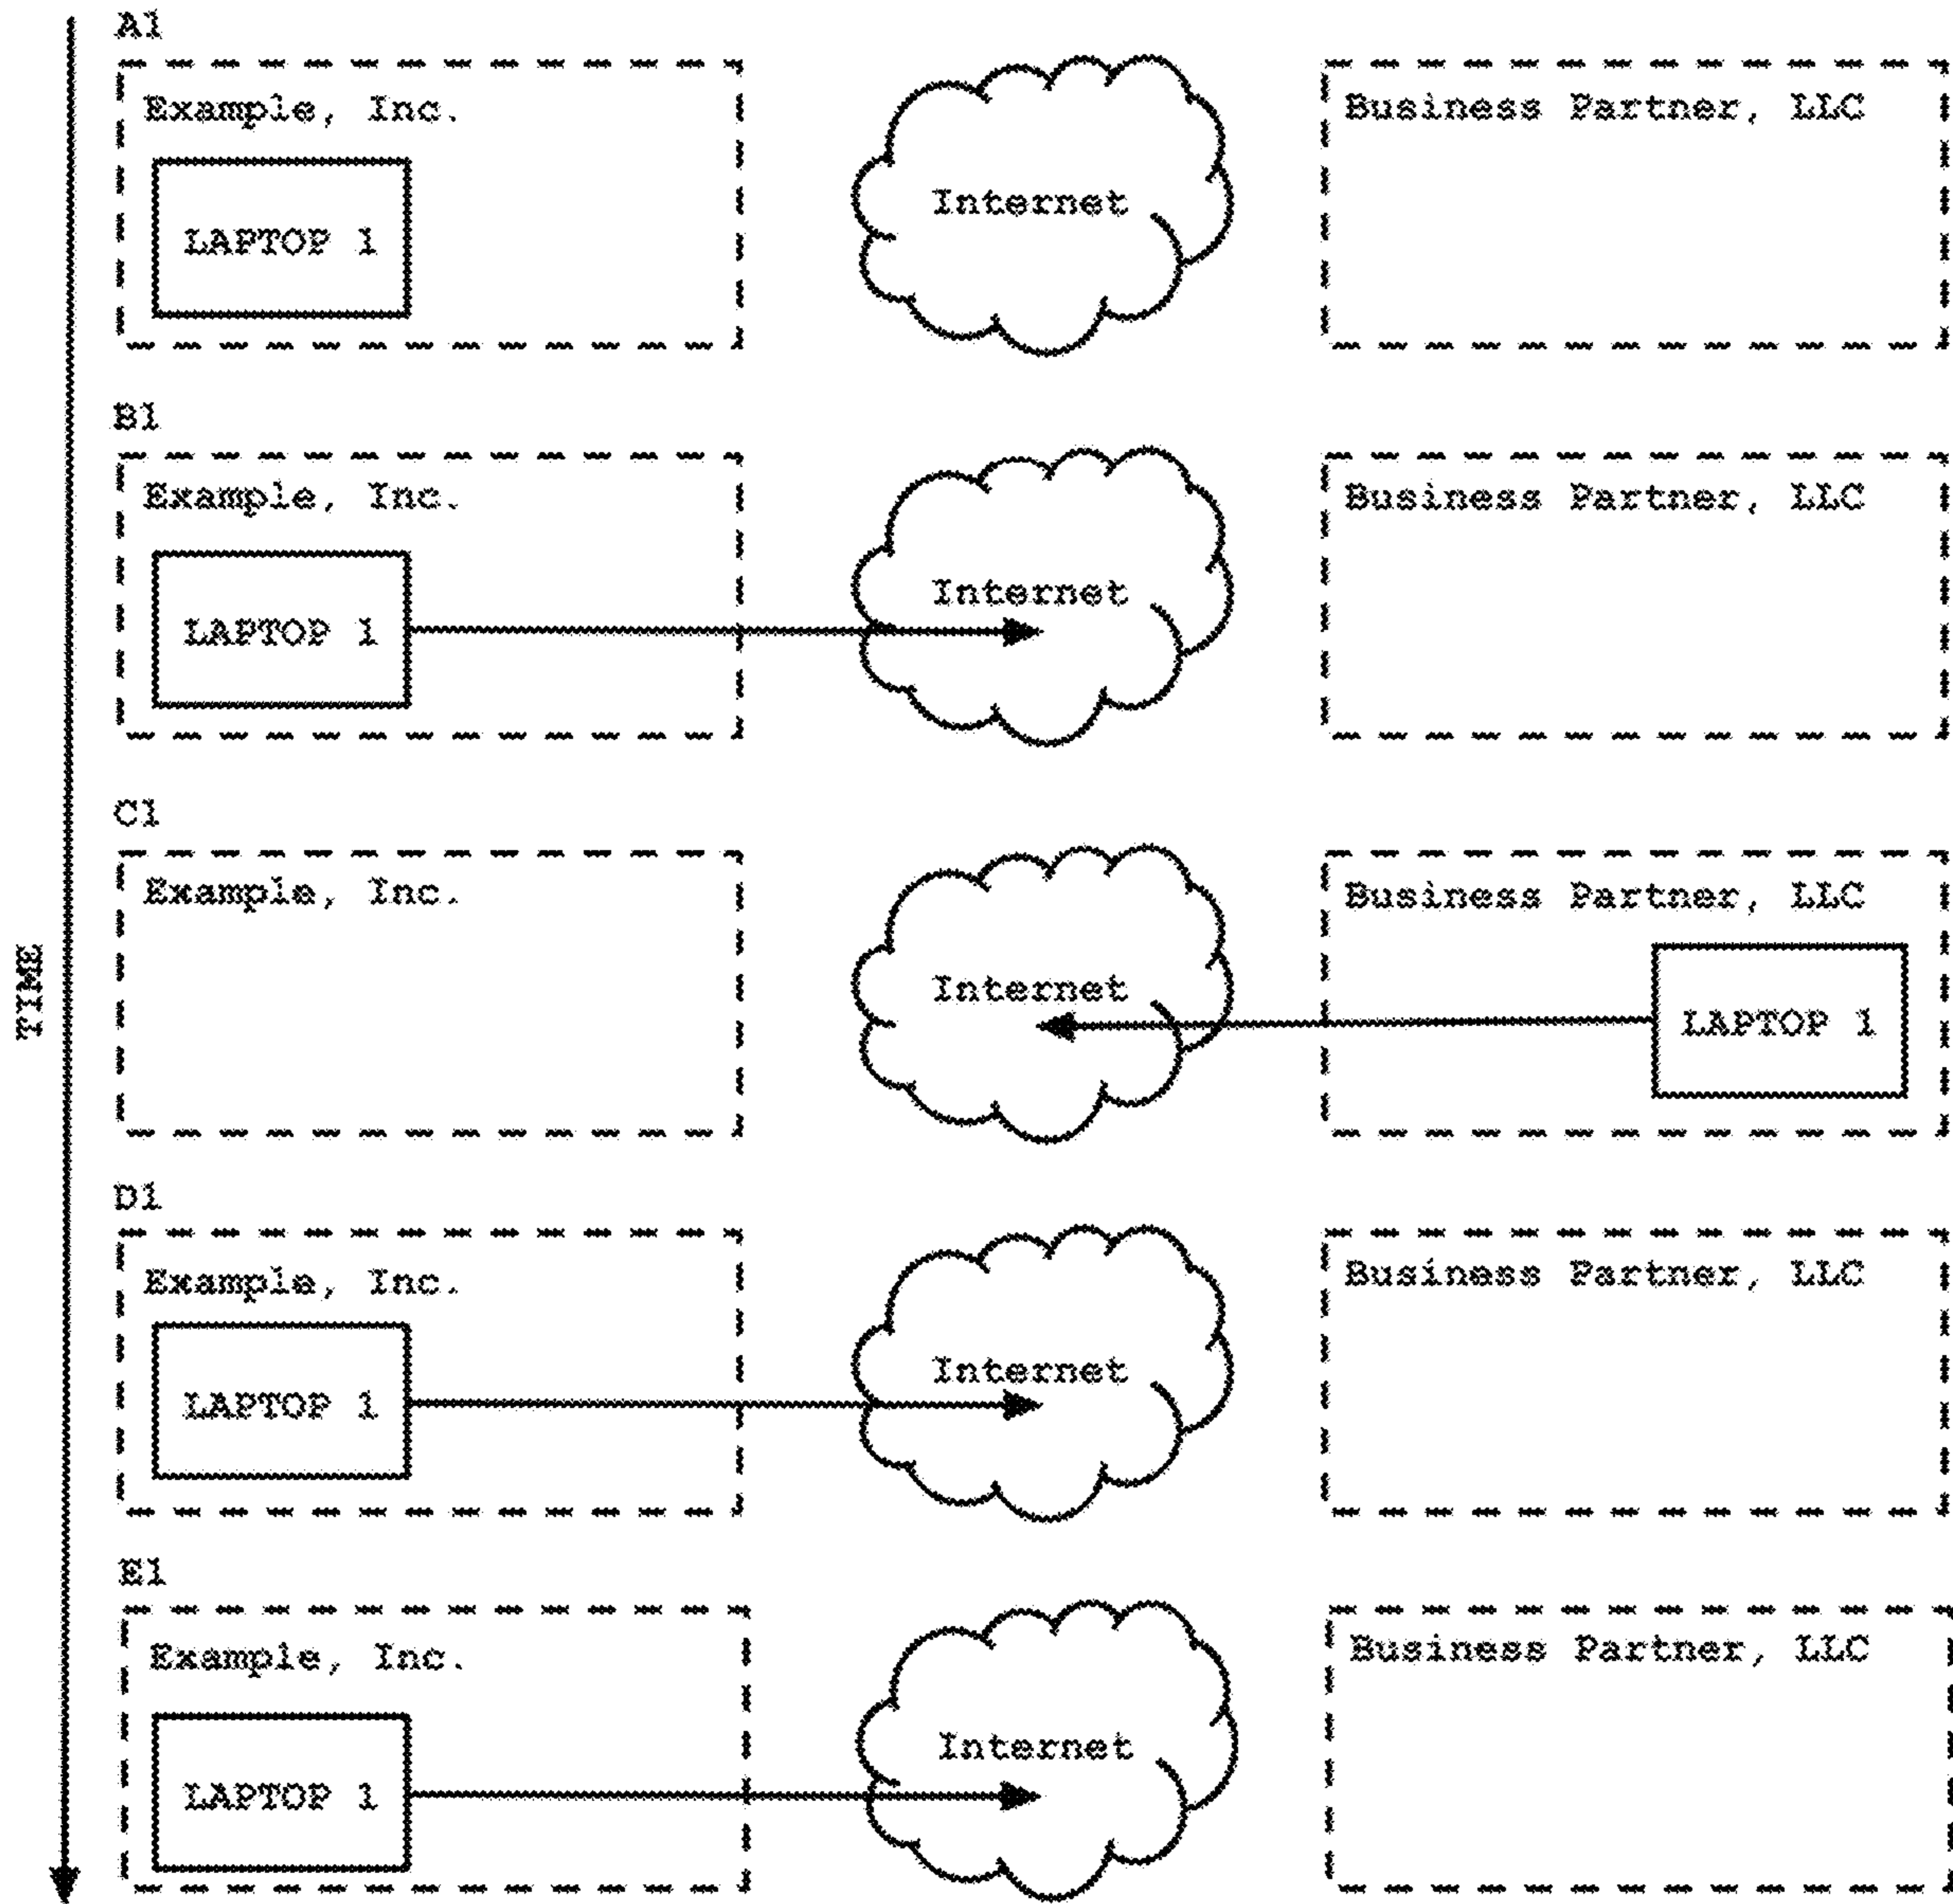 A1
Example, Inc.
Business Partner, LLC
LAPTOP 1
Internet
B1
Example, Inc.
Business Partner, LLC
LAPTOP 1
Internet
C1
Example, Inc.
Business Partner, LLC
Internet
LAPTOP 1
TIME
D1
Example, Inc.
Business Partner, LLC
LAPTOP 1
Internet
E1
Example, Inc.
Business Partner, LLC
LAPTOP 1
Internet